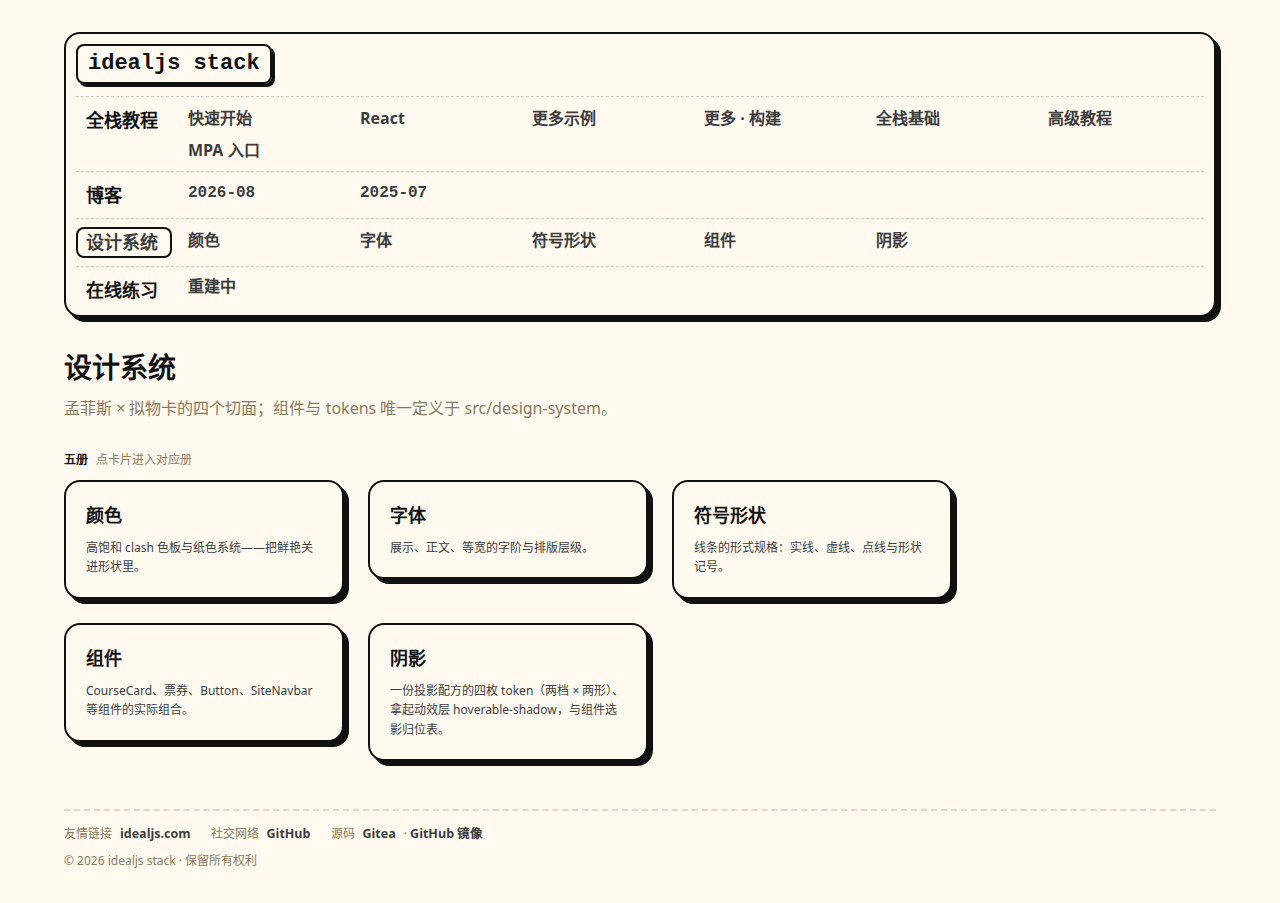 idealjs stack
全栈教程 快速开始 React 更多示例 更多 · 构建 全栈基础 高级教程
MPA 入口
博客 2026-08 2025-07
设计系统 颜色 字体 符号形状 组件 阴影
在线练习 重建中
设计系统
孟菲斯 × 拟物卡的四个切面；组件与 tokens 唯一定义于 src/design-system。
五册 点卡片进入对应册
颜色
高饱和 clash 色板与纸色系统——把鲜艳关
进形状里。
字体
展示、正文、等宽的字阶与排版层级。
符号形状
线条的形式规格：实线、虚线、点线与形状
记号。
组件
CourseCard、票券、Button、SiteNavbar
等组件的实际组合。
阴影
一份投影配方的四枚 token（两档 × 两形）、
拿起动效层 hoverable-shadow，与组件选
影归位表。
友情链接 idealjs.com 社交网络 GitHub 源码 Gitea · GitHub 镜像
© 2026 idealjs stack · 保留所有权利